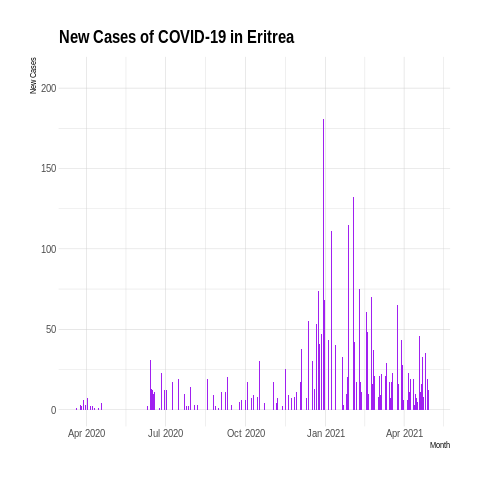 New Cases of COVID-19 in Eritrea
New Cases
200
150
100
50
0
Apr 2020 Jul 2020 Oct 2020 Jan 2021 Apr 2021
Month